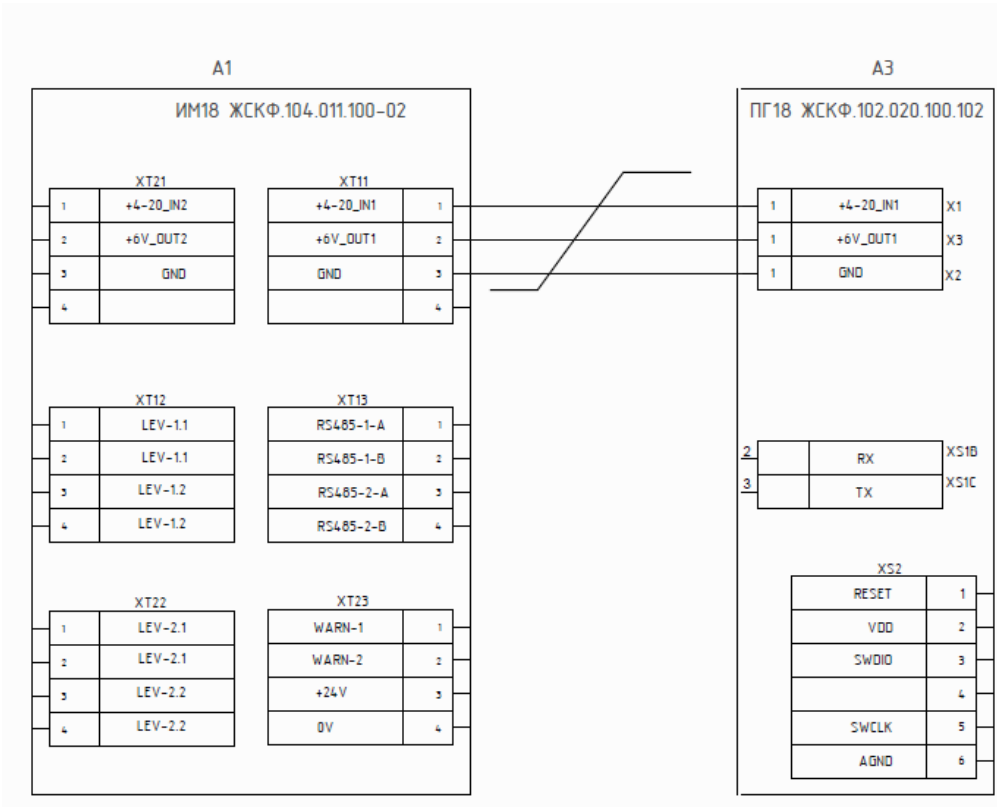 A1
ИМ18 ЖСКФ.104.011.100-02
XT21
1 +4-20_IN2
2 +6V_OUT2
3 GND
4
XT11
+4-20_IN1 1
+6V_OUT1 2
GND 3
4
XT12
1 LEV-1.1
2 LEV-1.1
3 LEV-1.2
4 LEV-1.2
XT13
RS485-1-A 1
RS485-1-B 2
RS485-2-A 3
RS485-2-B 4
XT22
1 LEV-2.1
2 LEV-2.1
3 LEV-2.2
4 LEV-2.2
XT23
WARN-1 1
WARN-2 2
+24V 3
0V 4
A3
ПГ18 ЖСКФ.102.020.100.102
1 +4-20_IN1 X1
1 +6V_OUT1 X3
1 GND X2
2 RX XS1B
3 TX XS1C
XS2
RESET 1
VDD 2
SWDIO 3
4
SWCLK 5
AGND 6